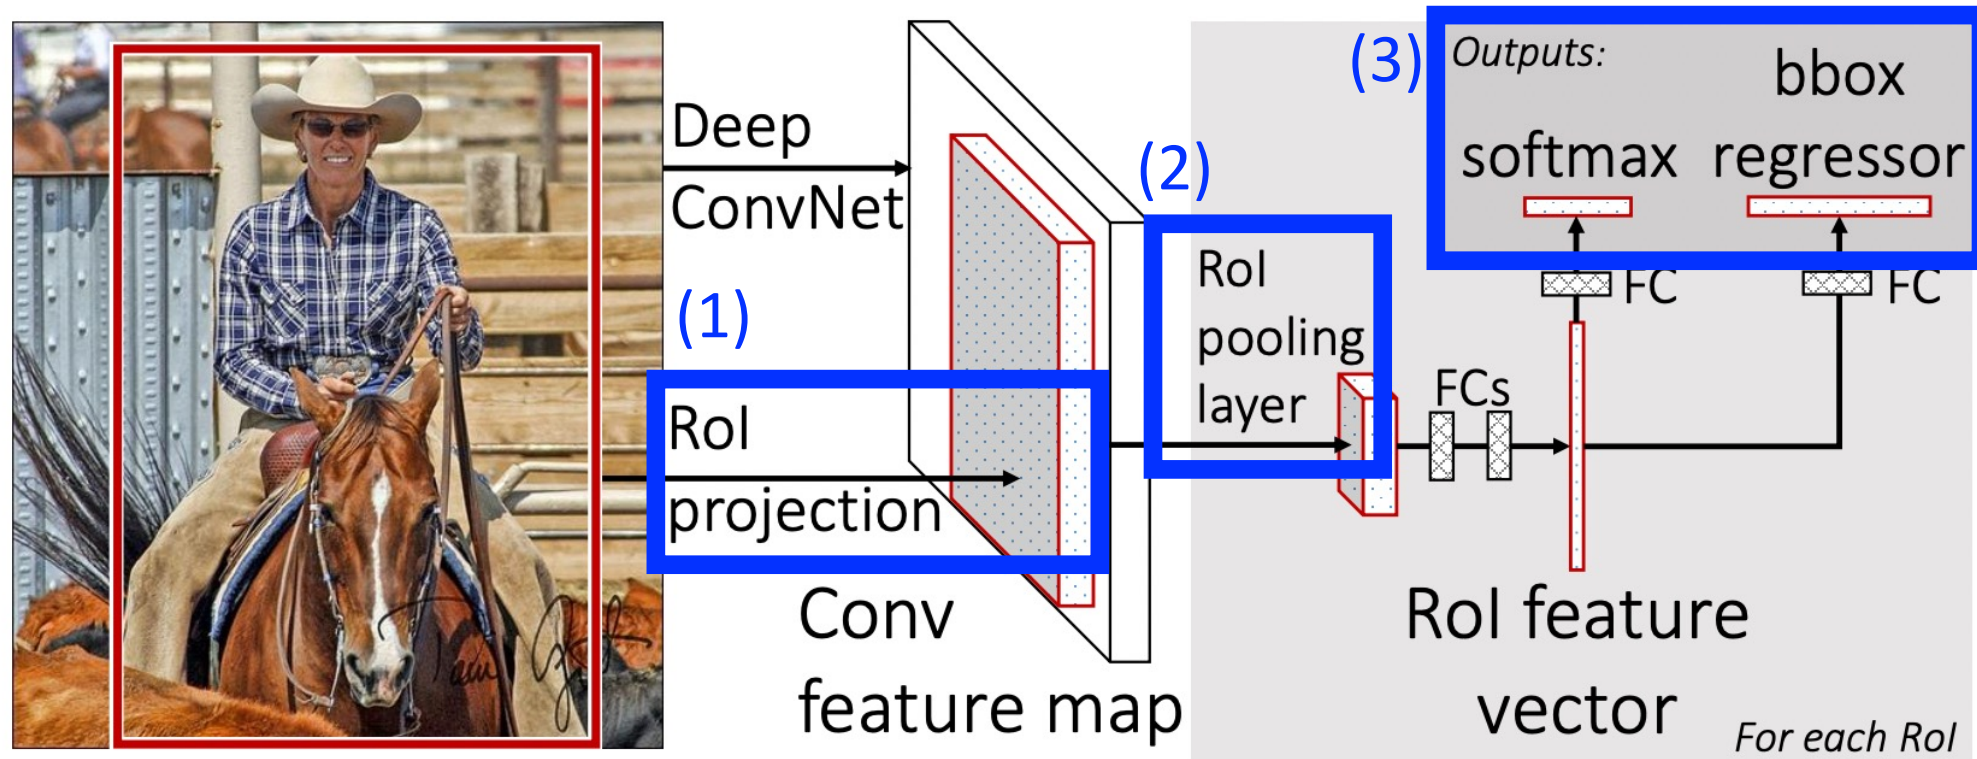 Deep
ConvNet
(1)
RoI
projection
Conv
feature map
(2)
RoI
pooling
layer
FCs
(3)
Outputs:
softmax
bbox
regressor
FC
FC
RoI feature
vector
For each RoI